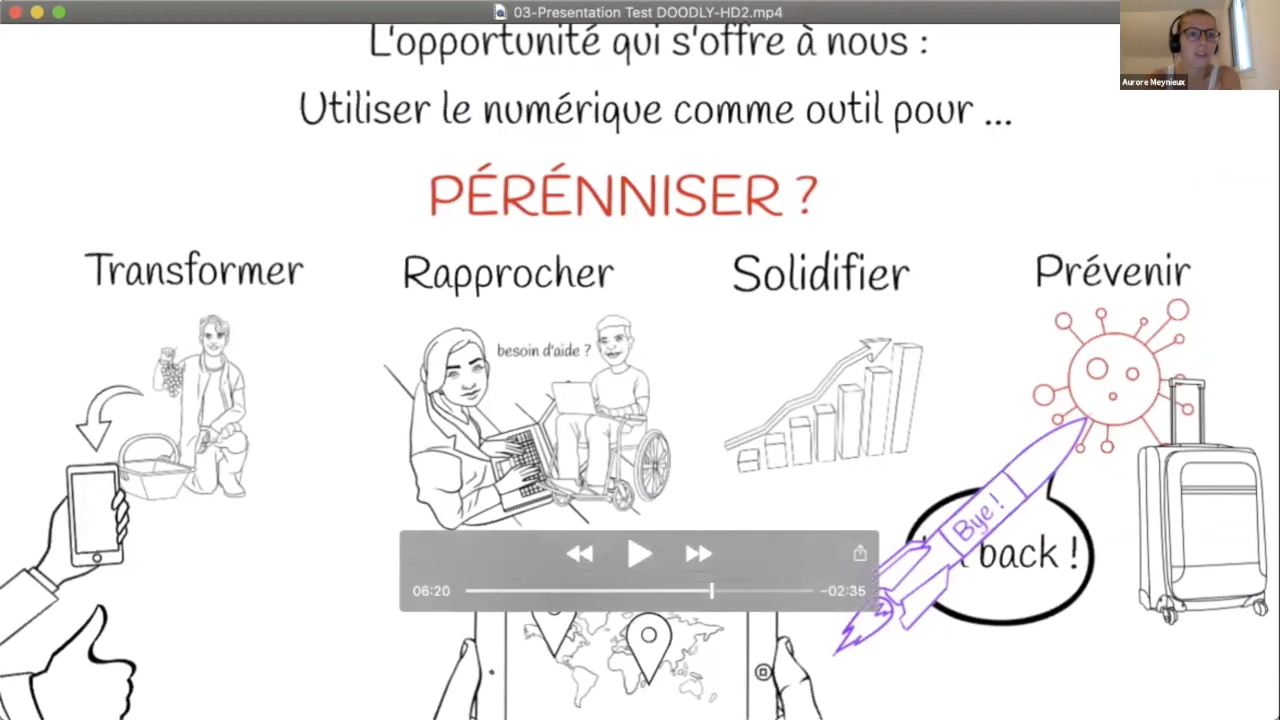 03-Presentation Test DOODLY-HD2.mp4
Aurore Meynieux
L'opportunité qui s'offre à nous :
Utiliser le numérique comme outil pour ...
PÉRÉNNISER ?
Transformer
Rapprocher
Solidifier
Prévenir
besoin d'aide ?
Bye!
back !
06:20
-02:35